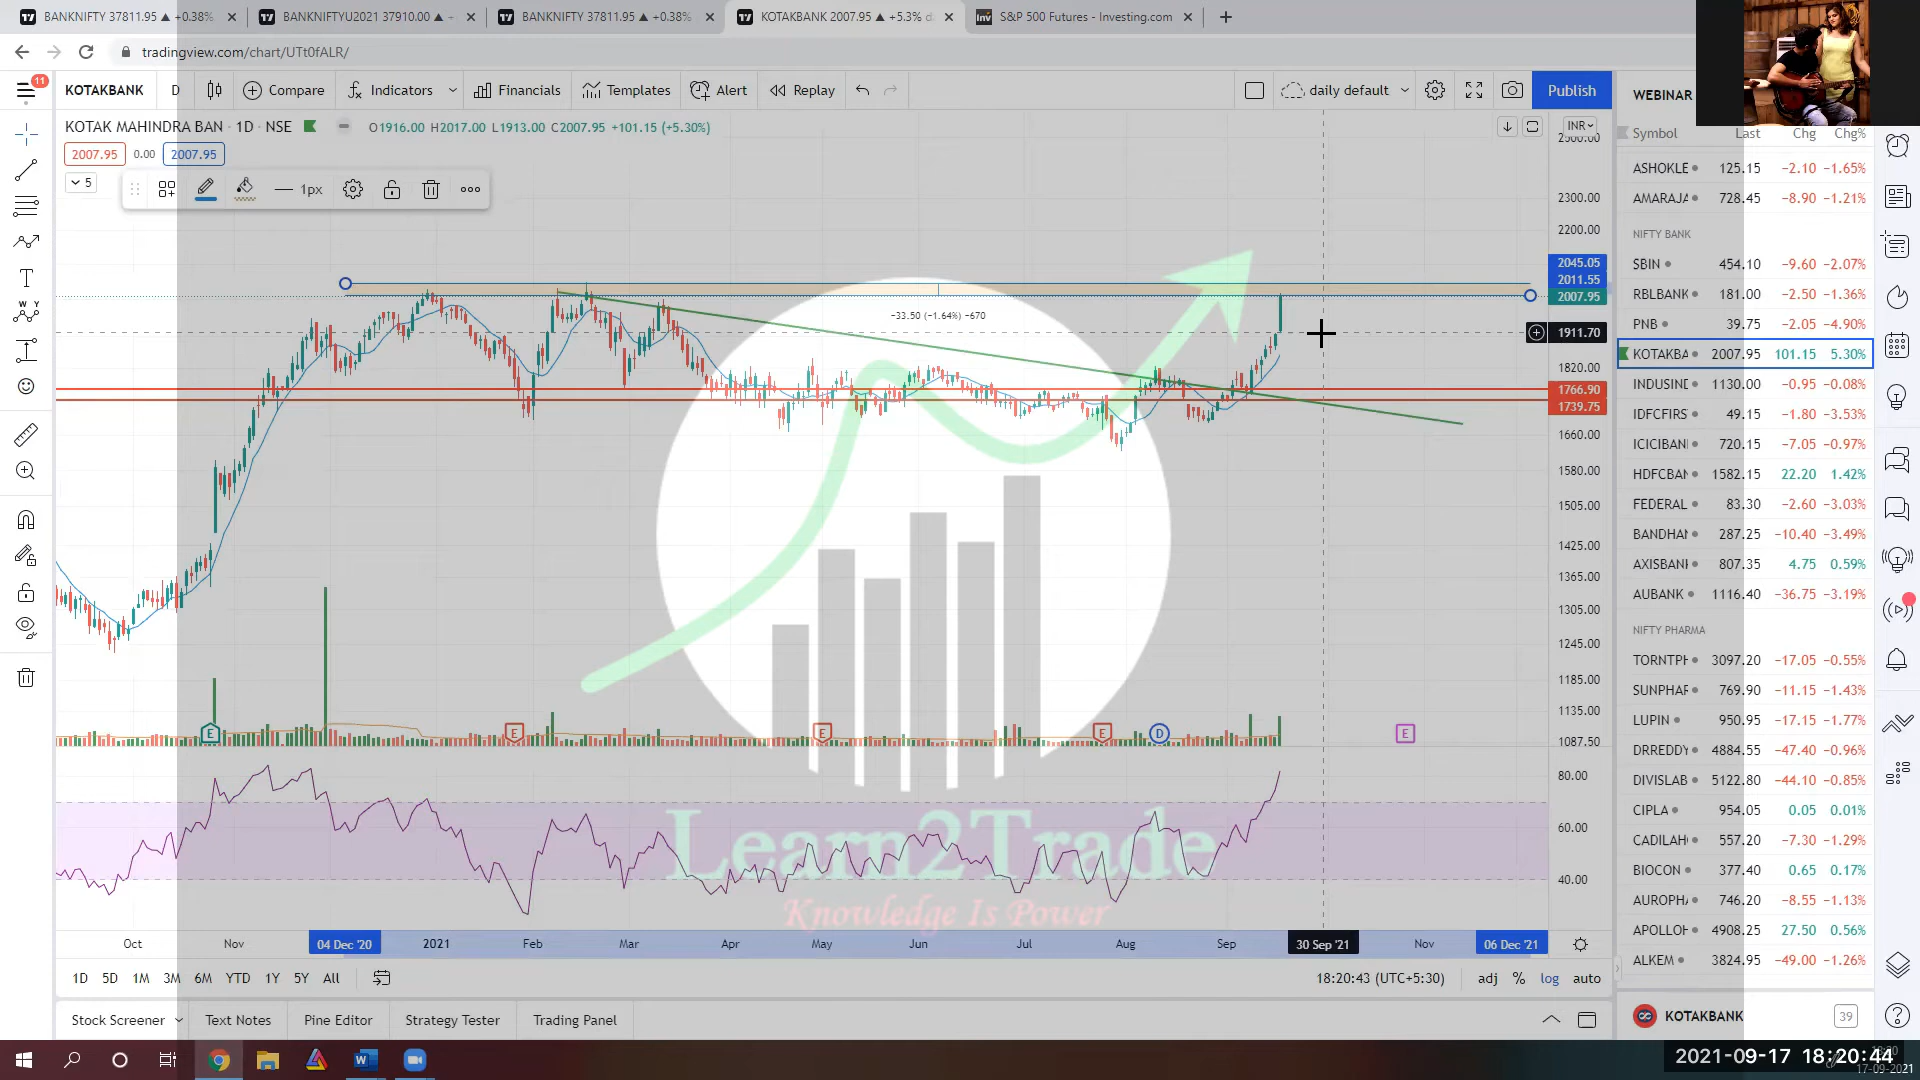 BANKNIFTY 37811.95 ▲ +0.38%
BANKNIFTYU2021 37910.00 ▲
BANKNIFTY 37811.95 ▲ +0.38%
KOTAKBANK 2007.95 ▲ +5.3%
S&P 500 Futures - Investing.com
tradingview.com/chart/UTt0fALR/
11
KOTAKBANK D Compare Indicators Financials Templates Alert Replay daily default Publish
KOTAK MAHINDRA BAN · 1D · NSE O1916.00 H2017.00 L1913.00 C2007.95 +101.15 (+5.30%)
2007.95 0.00 2007.95
5
1px
INR
2300.00
2200.00
2045.05
2011.55
2007.95
−33.50 (−1.64%) −670
1911.70
1820.00
1766.90
1739.75
1660.00
1580.00
1505.00
1425.00
1365.00
1305.00
1245.00
1185.00
1135.00
1087.50
E E E E D E
80.00
60.00
40.00
Learn2Trade
Knowledge Is Power
Oct Nov 04 Dec '20 2021 Feb Mar Apr May Jun Jul Aug Sep 30 Sep '21 Nov 06 Dec '21
1D 5D 1M 3M 6M YTD 1Y 5Y All
18:20:43 (UTC+5:30) adj % log auto
Stock Screener Text Notes Pine Editor Strategy Tester Trading Panel
WEBINAR
Symbol Last Chg Chg%
ASHOKLE 125.15 −2.10 −1.65%
AMARAJA 728.45 −8.90 −1.21%
NIFTY BANK
SBIN 454.10 −9.60 −2.07%
RBLBANK 181.00 −2.50 −1.36%
PNB 39.75 −2.05 −4.90%
KOTAKBA 2007.95 101.15 5.30%
INDUSIND 1130.00 −0.95 −0.08%
IDFCFIRS 49.15 −1.80 −3.53%
ICICIBAN 720.15 −7.05 −0.97%
HDFCBAN 1582.15 22.20 1.42%
FEDERAL 83.30 −2.60 −3.03%
BANDHAN 287.25 −10.40 −3.49%
AXISBANK 807.35 4.75 0.59%
AUBANK 1116.40 −36.75 −3.19%
NIFTY PHARMA
TORNTPH 3097.20 −17.05 −0.55%
SUNPHAR 769.90 −11.15 −1.43%
LUPIN 950.95 −17.15 −1.77%
DRREDDY 4884.55 −47.40 −0.96%
DIVISLAB 5122.80 −44.10 −0.85%
CIPLA 954.05 0.05 0.01%
CADILAH 557.20 −7.30 −1.29%
BIOCON 377.40 0.65 0.17%
AUROPHA 746.20 −8.55 −1.13%
APOLLOH 4908.25 27.50 0.56%
ALKEM 3824.95 −49.00 −1.26%
KOTAKBANK 39
2021-09-17 18:20:44
17-09-2021